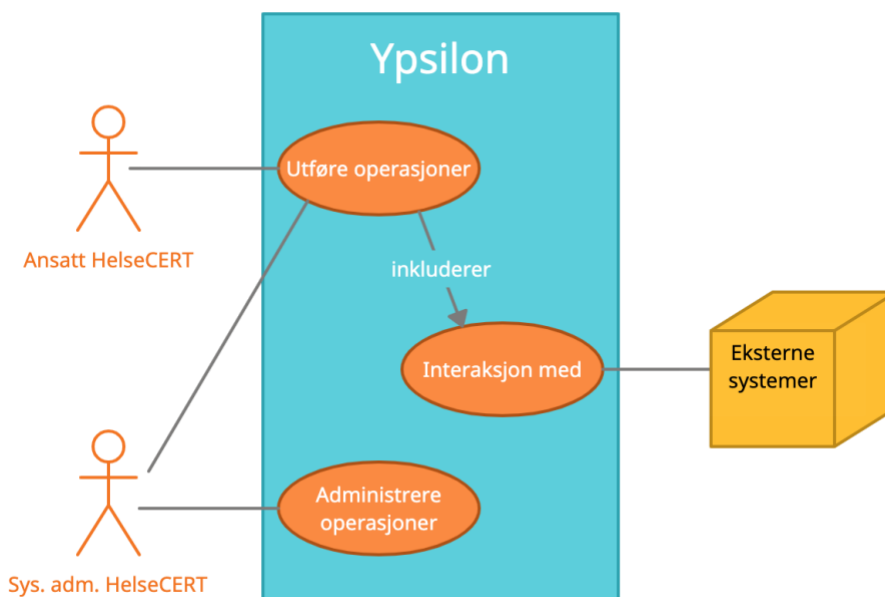 Ypsilon
Utføre operasjoner
Ansatt HelseCERT
inkluderer
Interaksjon med
Eksterne
systemer
Administrere
operasjoner
Sys. adm. HelseCERT